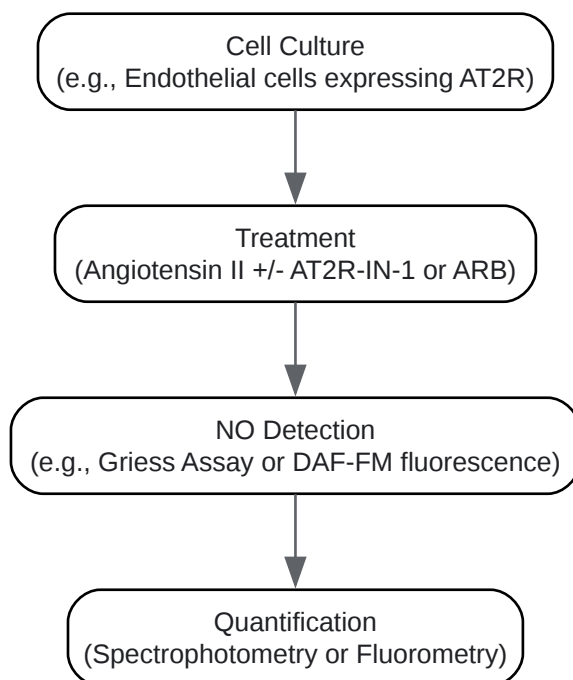 Cell Culture
(e.g., Endothelial cells expressing AT2R)
Treatment
(Angiotensin II +/- AT2R-IN-1 or ARB)
NO Detection
(e.g., Griess Assay or DAF-FM fluorescence)
Quantification
(Spectrophotometry or Fluorometry)